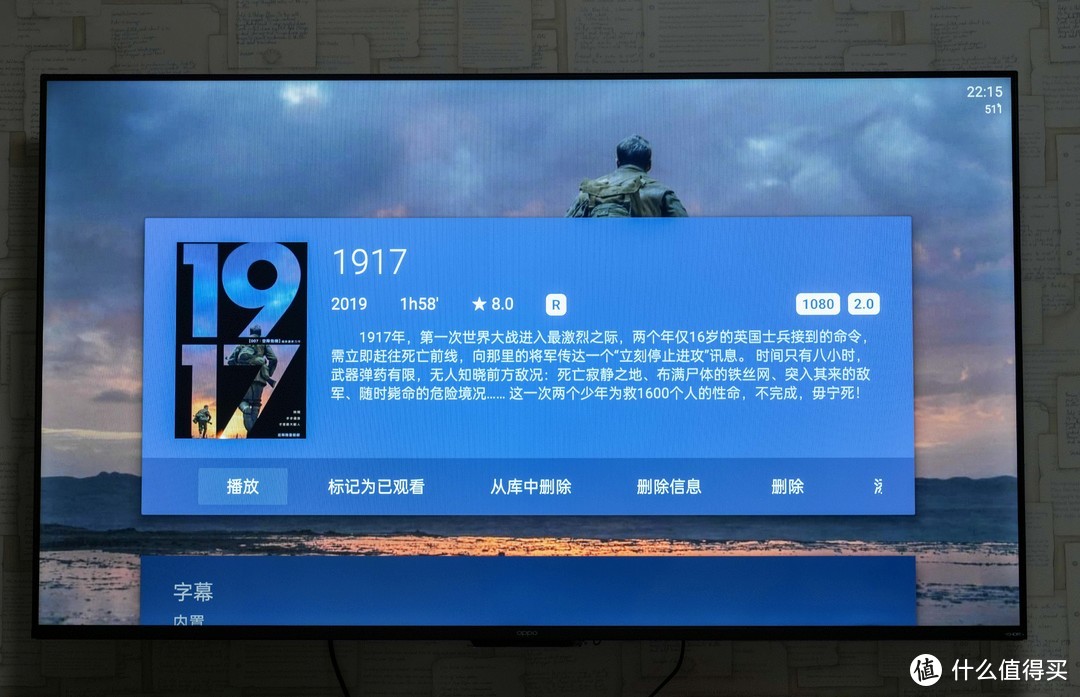 22:15
1917
2019 1h58' ★ 8.0 R 1080 2.0
1917年，第一次世界大战进入最激烈之际，两个年仅16岁的英国士兵接到的命令，
需立即赶往死亡前线，向那里的将军传达一个“立刻停止进攻”讯息。时间只有八小时，
武器弹药有限，无人知晓前方敌况：死亡寂静之地、布满尸体的铁丝网、突入其来的敌
军、随时毙命的危险境况...... 这一次两个少年为救1600个人的性命，不完成，毋宁死！
19
17
播放 标记为已观看 从库中删除 删除信息 删除
字幕
内置
oppo
值 什么值得买